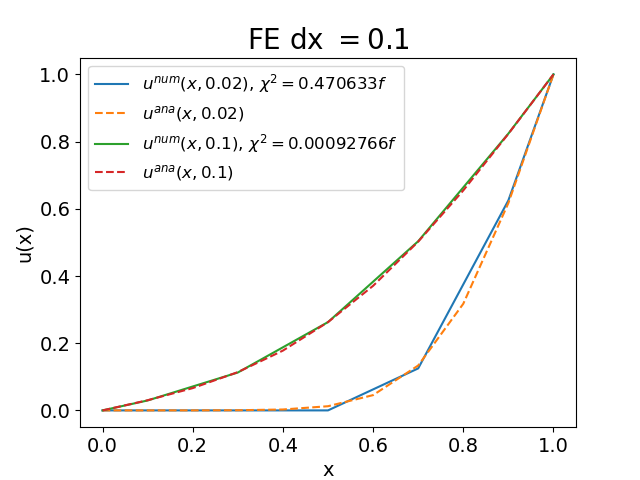 FE dx = 0.1
u^{num}(x, 0.02), χ² = 0.470633f
u^{ana}(x, 0.02)
u^{num}(x, 0.1), χ² = 0.00092766f
u^{ana}(x, 0.1)
1.0
0.8
0.6
0.4
0.2
0.0
u(x)
0.0 0.2 0.4 0.6 0.8 1.0
x